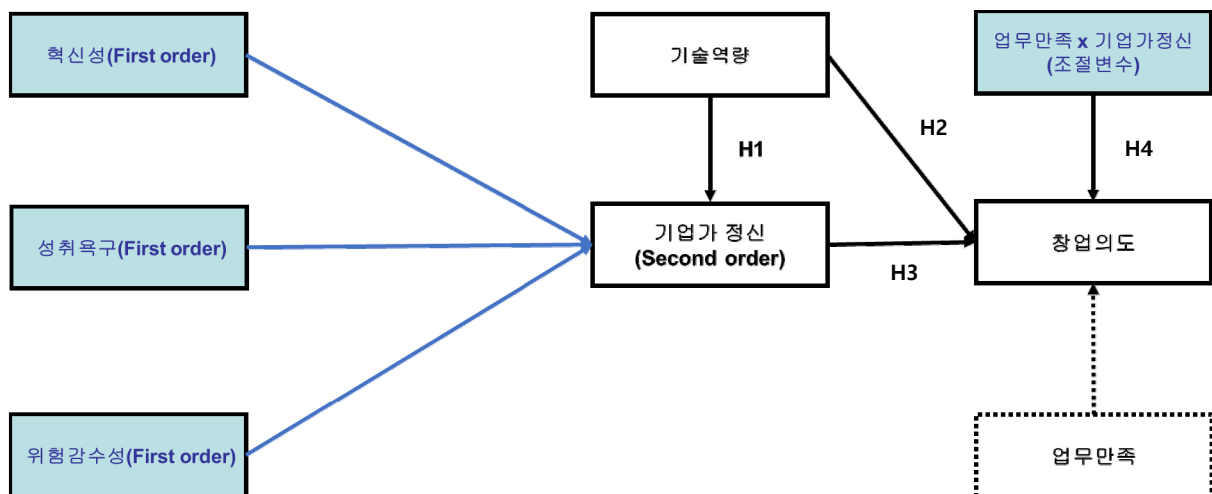 혁신성(First order)
기술역량
업무만족 x 기업가정신
(조절변수)
H1
H2
H4
성취욕구(First order)
기업가 정신
(Second order)
H3
창업의도
위험감수성(First order)
업무만족